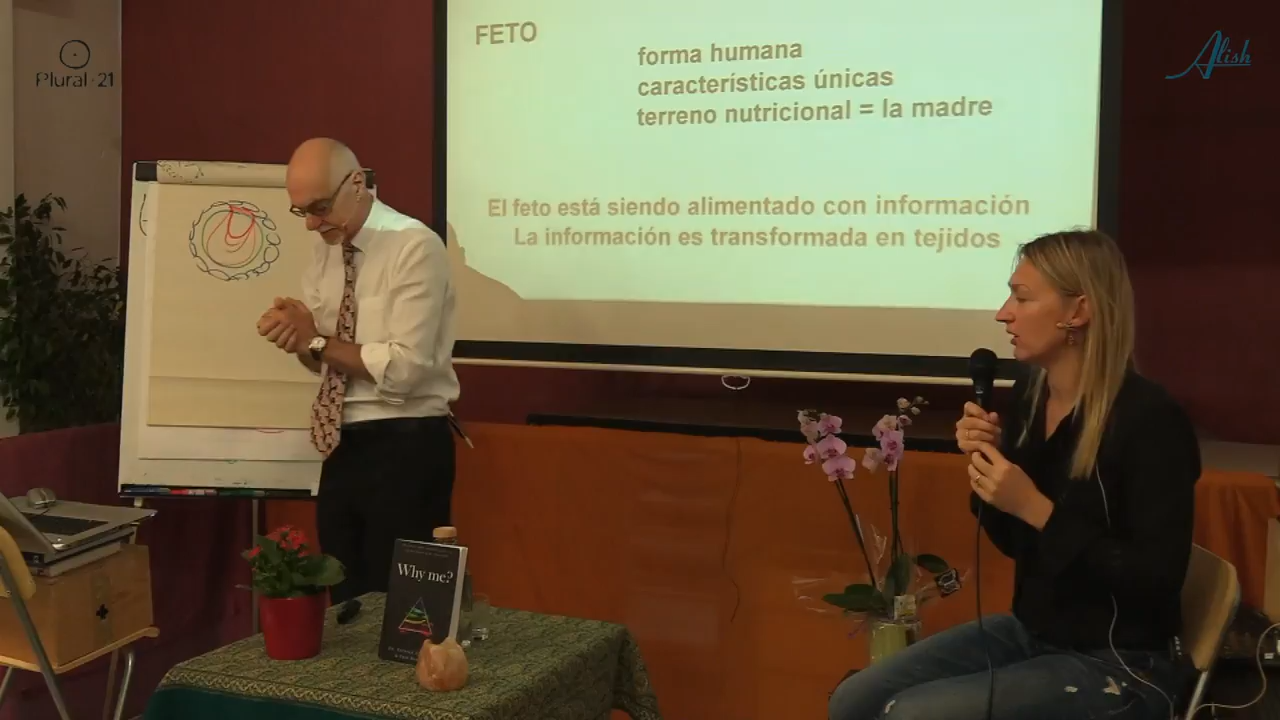 Plural·21
Alish
FETO
forma humana
características únicas
terreno nutricional = la madre
El feto está siendo alimentado con información
La información es transformada en tejidos
Why me?